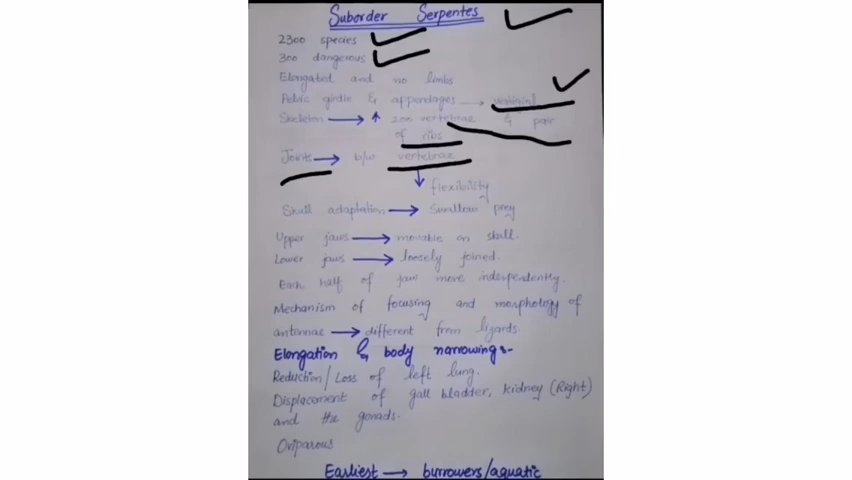 Suborder Serpentes
2300 species
300 dangerous
Elongated and no limbs
Pelvic girdle & appendages → vestigial
Skeleton → ↑ 200 vertebrae & pair
of ribs
Joints → b/w vertebrae
↓
flexibility
Skull adaptation → Swallow prey
Upper jaws → movable on skull.
Lower jaws → loosely joined.
Each half of jaw move independently.
Mechanism of focusing and morphology of
antennae → different from lizards.
Elongation & body narrowing:-
Reduction/Loss of left lung.
Displacement of gall bladder, kidney (Right)
and the gonads.
Oviparous
Earliest → burrowers/aquatic